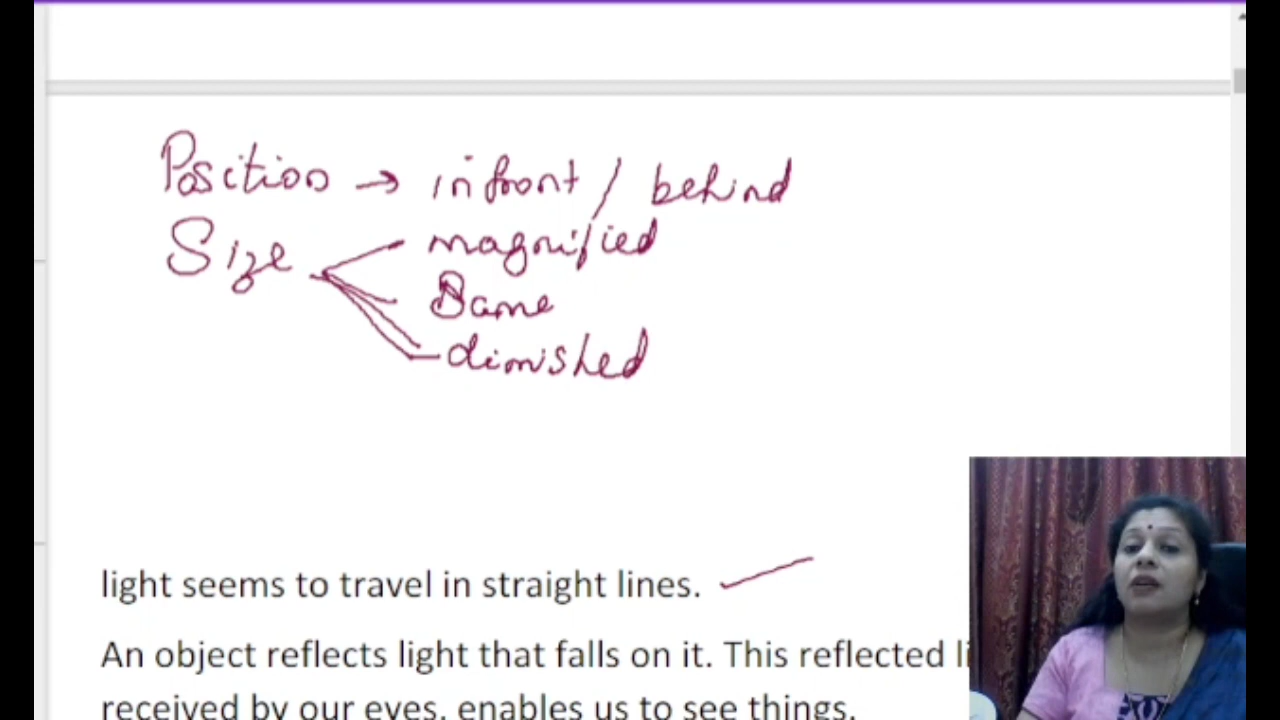 Position → infront / behind
Size magnified
Same
dimished
light seems to travel in straight lines.
An object reflects light that falls on it. This reflected
received by our eyes, enables us to see things.